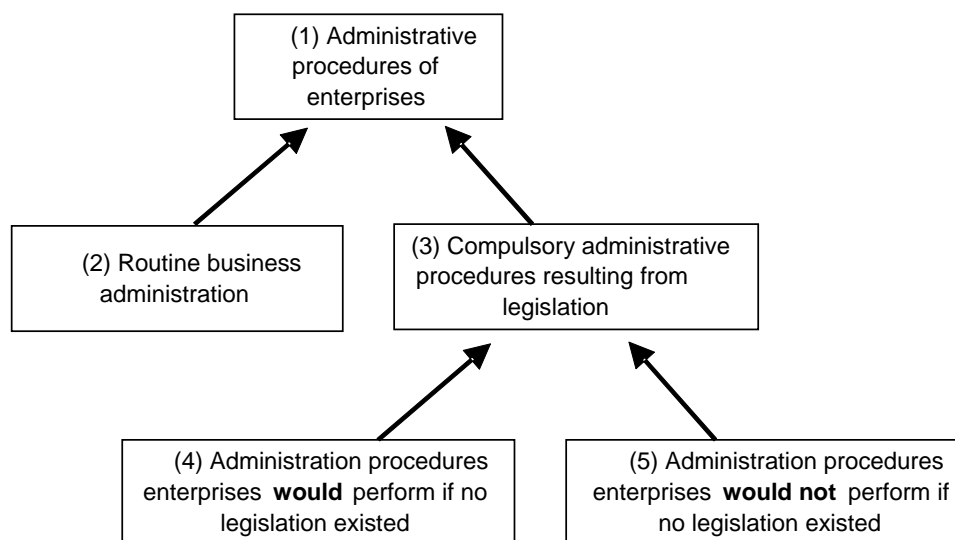 (1) Administrative
procedures of
enterprises
(2) Routine business
administration
(3) Compulsory administrative
procedures resulting from
legislation
(4) Administration procedures
enterprises would perform if no
legislation existed
(5) Administration procedures
enterprises would not perform if
no legislation existed